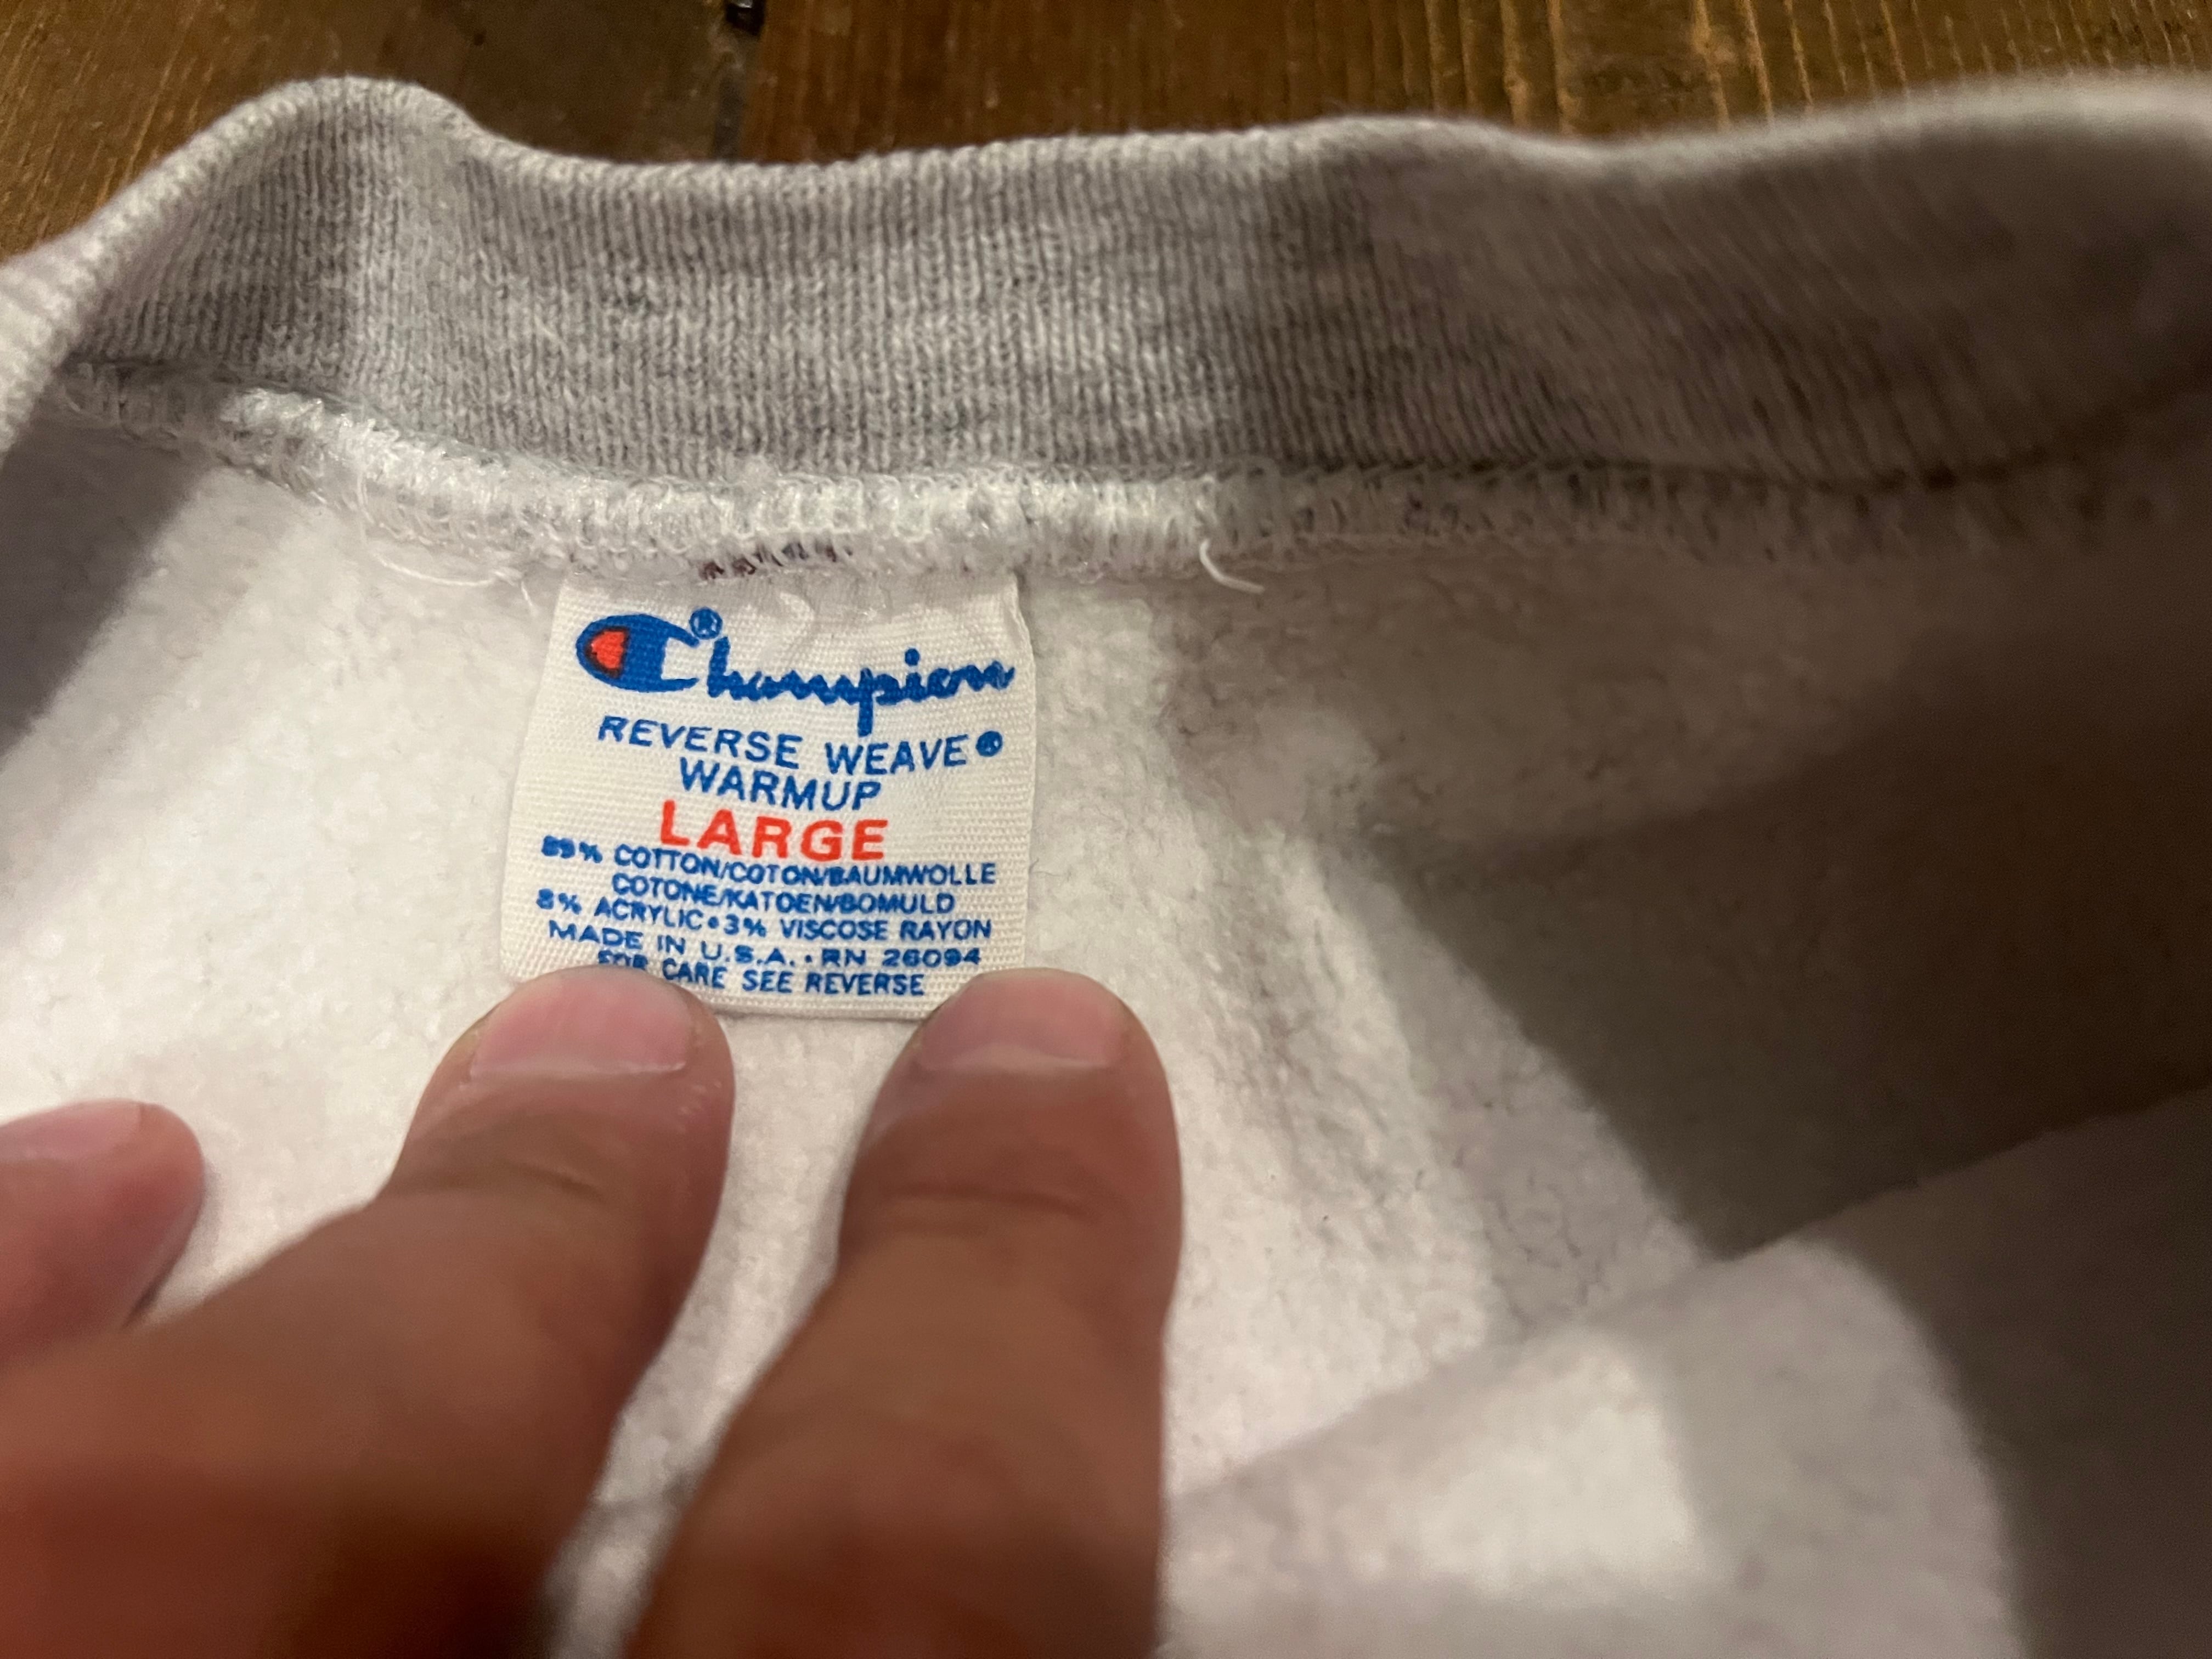 Champion®
REVERSE WEAVE®
WARMUP
LARGE
89% COTTON/COTON/BAUMWOLLE
COTONE/KATOEN/BOMULD
8% ACRYLIC•3% VISCOSE RAYON
MADE IN U.S.A. • RN 26094
FOR CARE SEE REVERSE